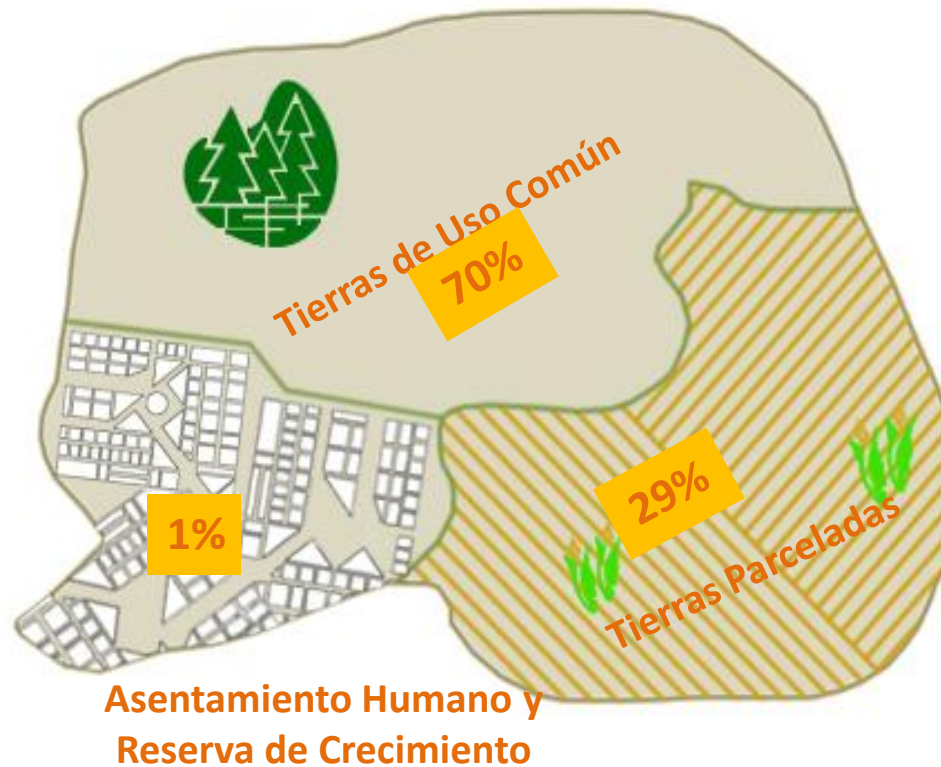 Tierras de Uso Común
70%
29%
Tierras Parceladas
1%
Asentamiento Humano y
Reserva de Crecimiento